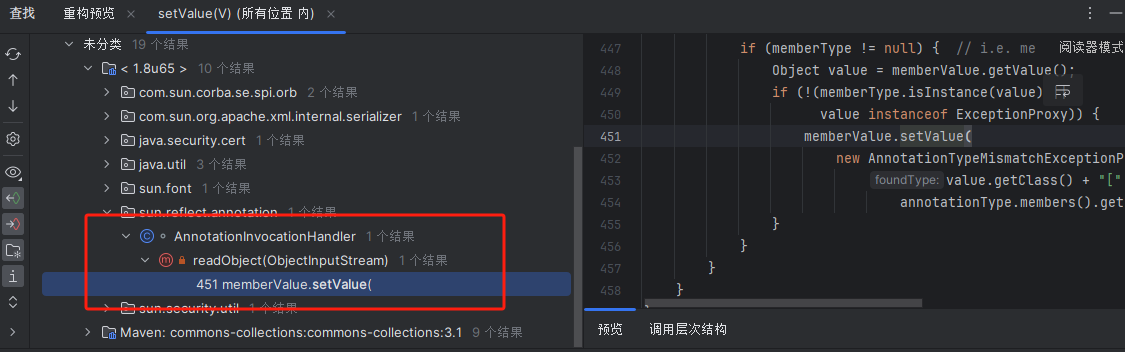 查找 重构预览 × setValue(V) (所有位置 内) ×
未分类 19 个结果
< 1.8u65 > 10 个结果
com.sun.corba.se.spi.orb 2 个结果
com.sun.org.apache.xml.internal.serializer 1 个结果
java.security.cert 1 个结果
java.util 3 个结果
sun.font 1 个结果
sun.reflect.annotation 1 个结果
AnnotationInvocationHandler 1 个结果
readObject(ObjectInputStream) 1 个结果
451 memberValue.setValue(
sun.security.util 1 个结果
Maven: commons-collections:commons-collections:3.1 9 个结果
447 if (memberType != null) { // i.e. me 阅读器模式
448 Object value = memberValue.getValue();
449 if (!(memberType.isInstance(value)
450 value instanceof ExceptionProxy)) {
451 memberValue.setValue(
452 new AnnotationTypeMismatchExceptionP
453 foundType: value.getClass() + "["
454 annotationType.members().get
455 }
456 }
457 }
458 }
预览 调用层次结构